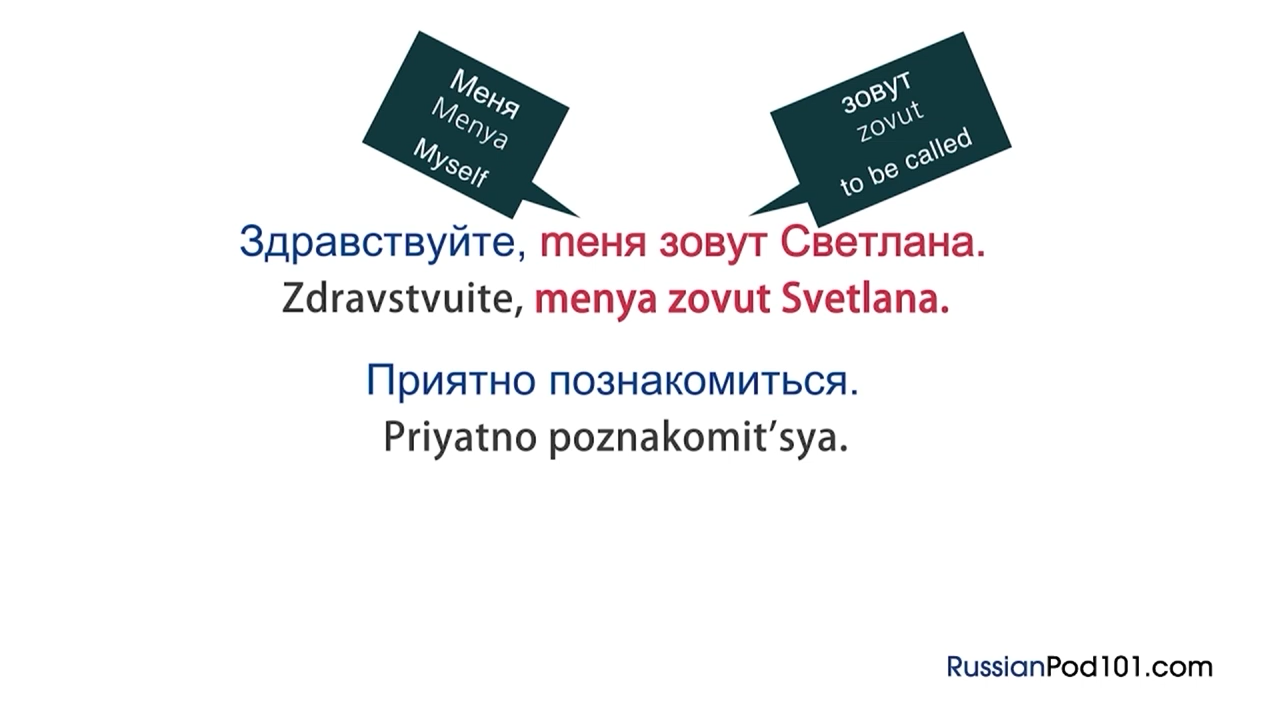 Меня
Menya
Myself
зовут
zovut
to be called
Здравствуйте, mеня зовут Светлана.
Zdravstvuite, menya zovut Svetlana.
Приятно познакомиться.
Priyatno poznakomit’sya.
RussianPod101.com